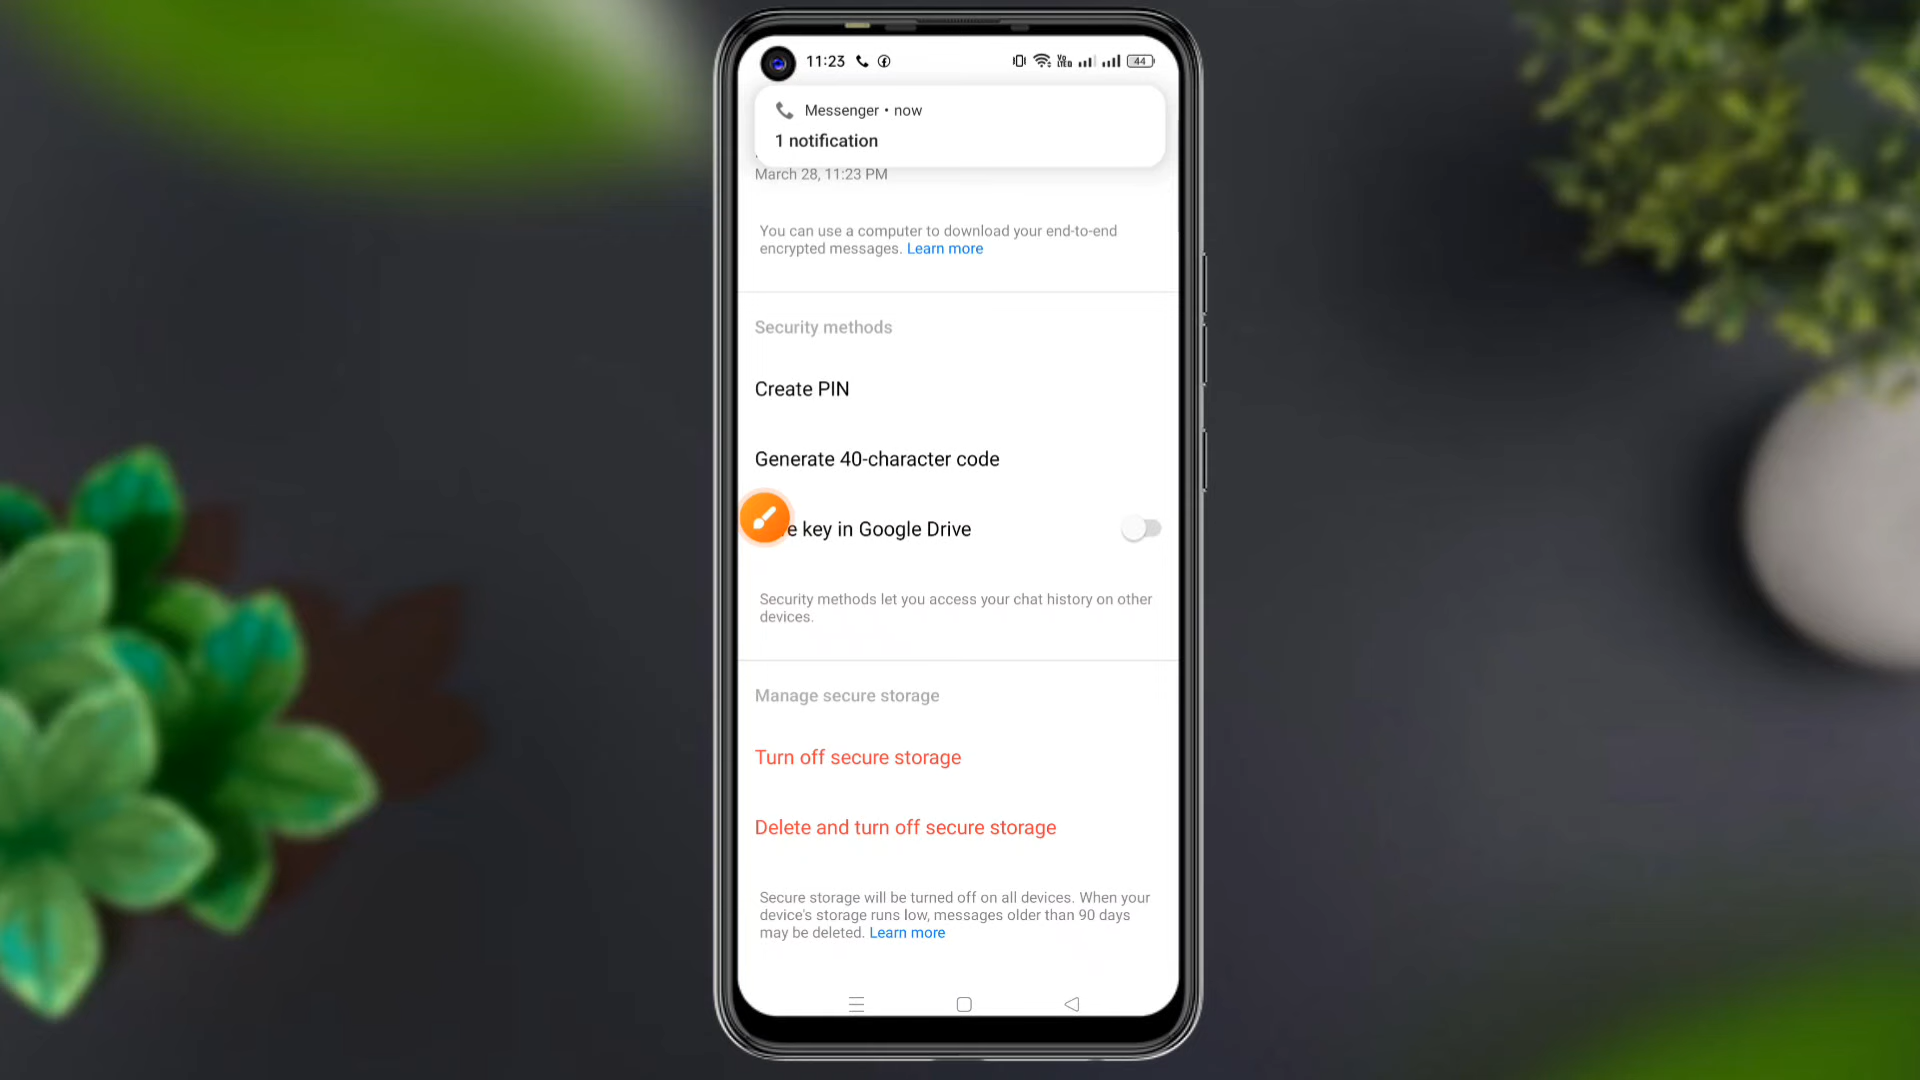 11:23
44
Messenger • now
1 notification
March 28, 11:23 PM
You can use a computer to download your end-to-end
encrypted messages. Learn more
Security methods
Create PIN
Generate 40-character code
key in Google Drive
Security methods let you access your chat history on other
devices.
Manage secure storage
Turn off secure storage
Delete and turn off secure storage
Secure storage will be turned off on all devices. When your
device's storage runs low, messages older than 90 days
may be deleted. Learn more